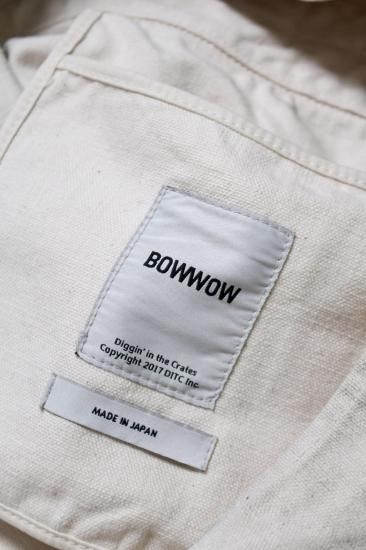 BOWWOW
Diggin' in the Crates
Copyright 2017 DITC Inc.
MADE IN JAPAN